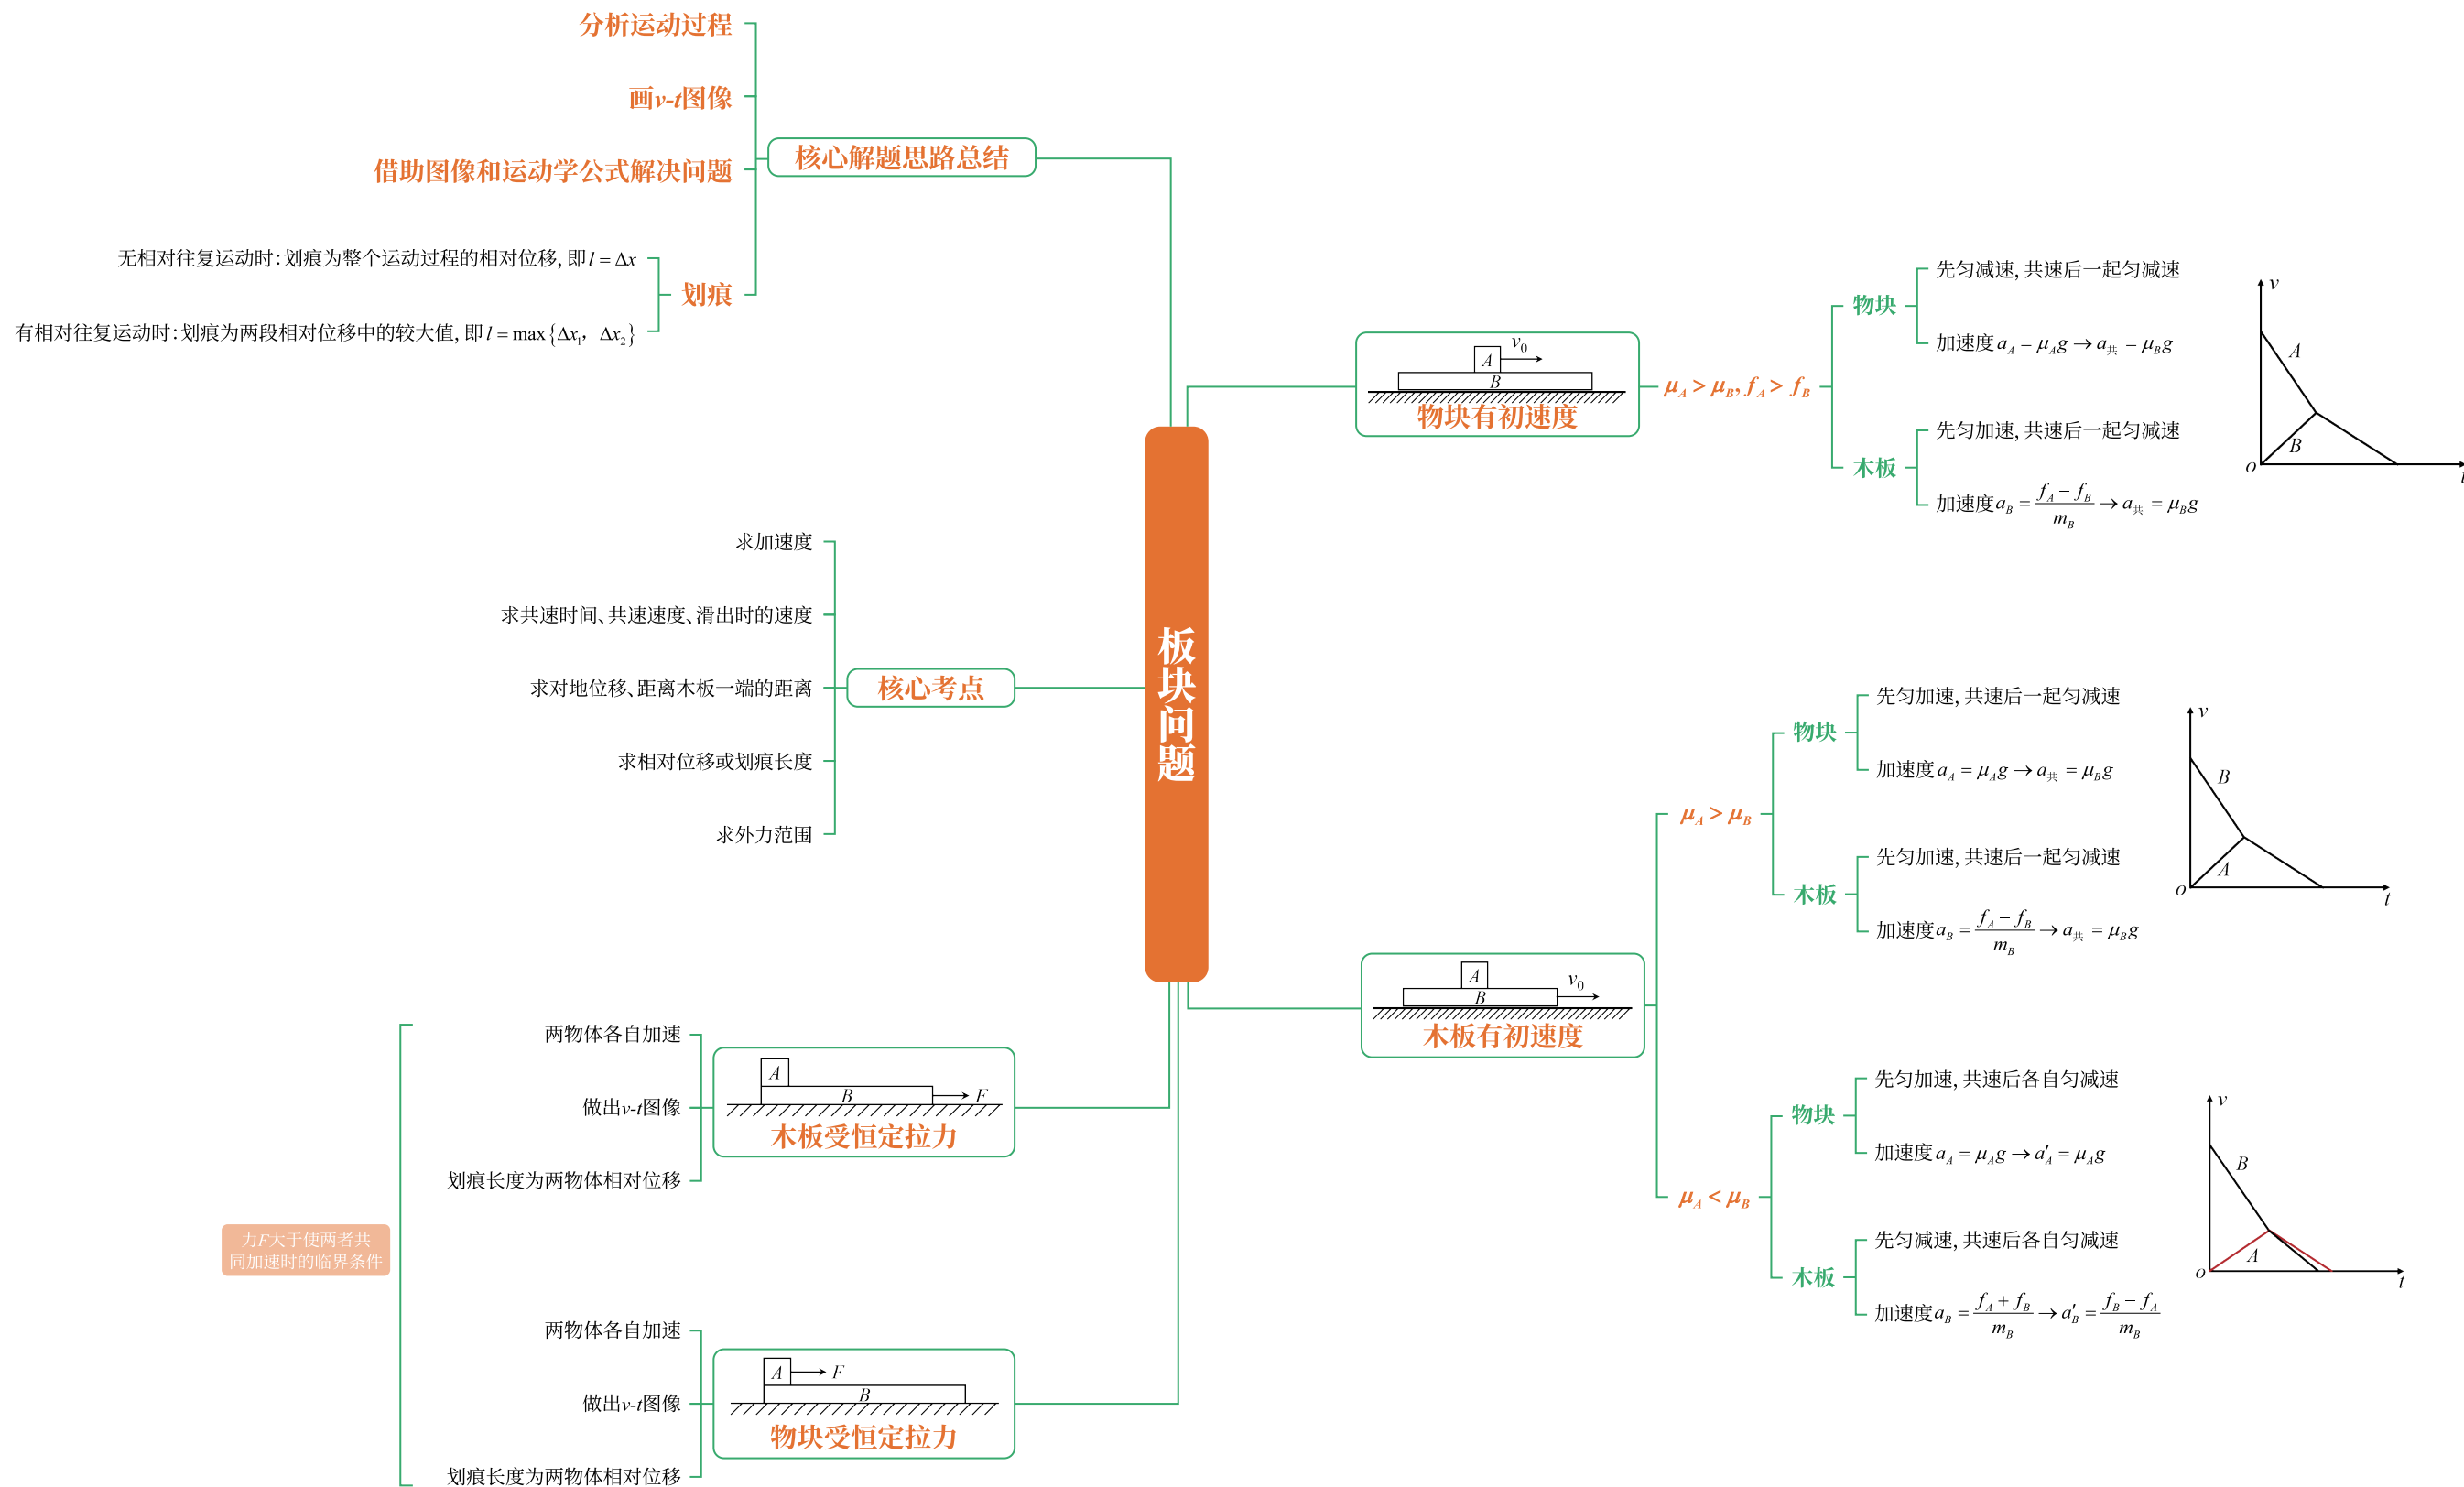 板块问题
核心解题思路总结
分析运动过程
画v-t图像
借助图像和运动学公式解决问题
划痕
无相对往复运动时:划痕为整个运动过程的相对位移,即l = Δx
有相对往复运动时:划痕为两段相对位移中的较大值,即l = max{Δx₁, Δx₂}
核心考点
求加速度
求共速时间、共速速度、滑出时的速度
求对地位移、距离木板一端的距离
求相对位移或划痕长度
求外力范围
A
B
F
木板受恒定拉力
两物体各自加速
做出v-t图像
划痕长度为两物体相对位移
力F大于使两者共
同加速时的临界条件
A
F
B
物块受恒定拉力
两物体各自加速
做出v-t图像
划痕长度为两物体相对位移
v₀
A
B
物块有初速度
μ_A > μ_B, f_A > f_B
物块
先匀减速,共速后一起匀减速
加速度a_A = μ_A g → a_共 = μ_B g
木板
先匀加速,共速后一起匀减速
加速度a_B = (f_A − f_B)/m_B → a_共 = μ_B g
v
A
B
o
t
A
v₀
B
木板有初速度
μ_A > μ_B
物块
先匀加速,共速后一起匀减速
加速度a_A = μ_A g → a_共 = μ_B g
木板
先匀加速,共速后一起匀减速
加速度a_B = (f_A − f_B)/m_B → a_共 = μ_B g
v
B
A
o
t
μ_A < μ_B
物块
先匀加速,共速后各自匀减速
加速度a_A = μ_A g → a′_A = μ_A g
木板
先匀减速,共速后各自匀减速
加速度a_B = (f_A + f_B)/m_B → a′_B = (f_B − f_A)/m_B
v
B
A
o
t